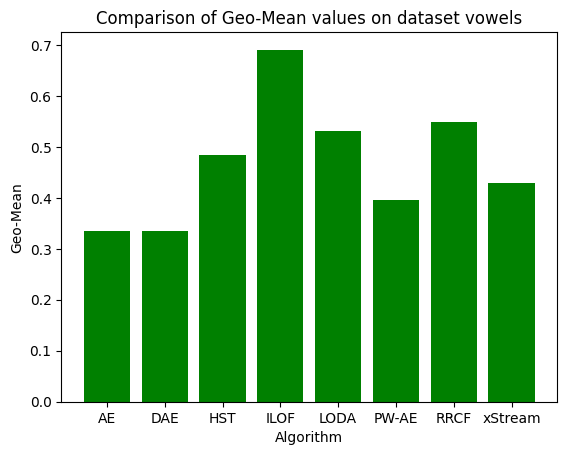 Comparison of Geo-Mean values on dataset vowels
0.7
0.6
0.5
0.4
0.3
0.2
0.1
0.0
Geo-Mean
AE DAE HST ILOF LODA PW-AE RRCF xStream
Algorithm